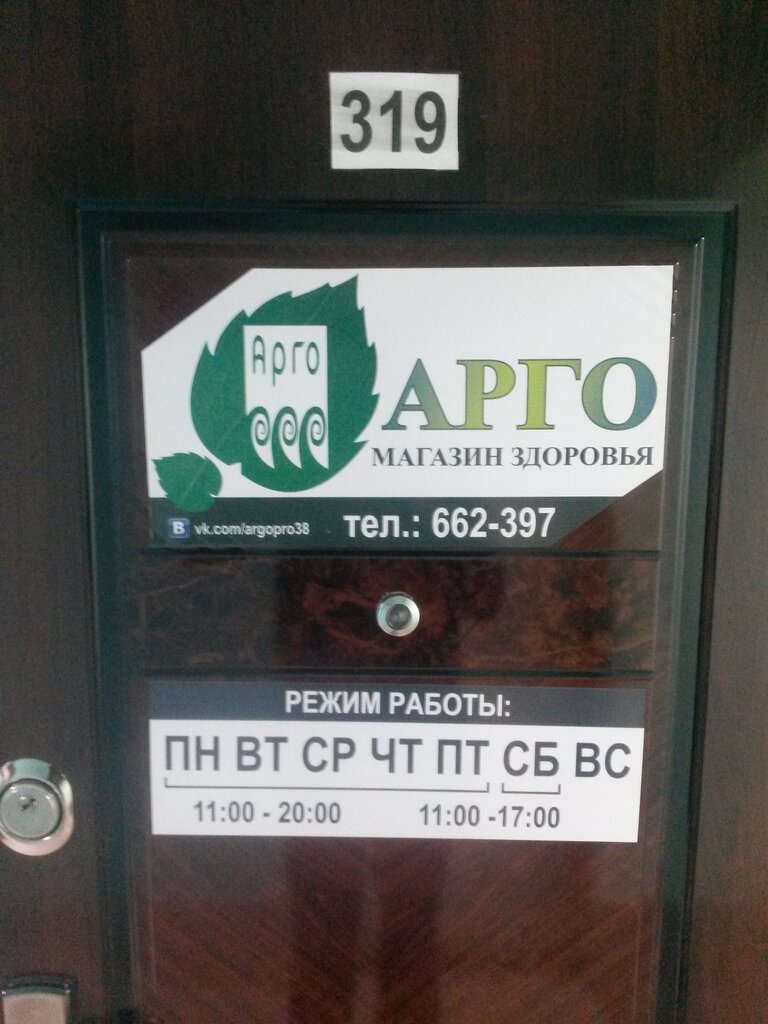 319
Арго
АРГО
МАГАЗИН ЗДОРОВЬЯ
В vk.com/argopro38 тел.: 662-397
РЕЖИМ РАБОТЫ:
ПН ВТ СР ЧТ ПТ СБ ВС
11:00 - 20:00 11:00 -17:00